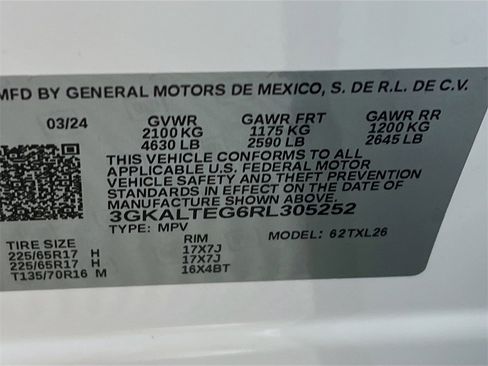 MFD BY GENERAL MOTORS DE MEXICO, S. DE R.L. DE C.V.
03/24 GVWR GAWR FRT GAWR RR
2100 KG 1175 KG 1200 KG
4630 LB 2590 LB 2645 LB
THIS VEHICLE CONFORMS TO ALL
APPLICABLE U.S. FEDERAL MOTOR
VEHICLE SAFETY AND THEFT PREVENTION
STANDARDS IN EFFECT ON THE DATE OF
MANUFACTURE SHOWN ABOVE.
3GKALTEG6RL305252
TYPE: MPV MODEL: 62TXL26
TIRE SIZE RIM
225/65R17 H 17X7J
225/65R17 H 17X7J
T135/70R16 M 16X4BT